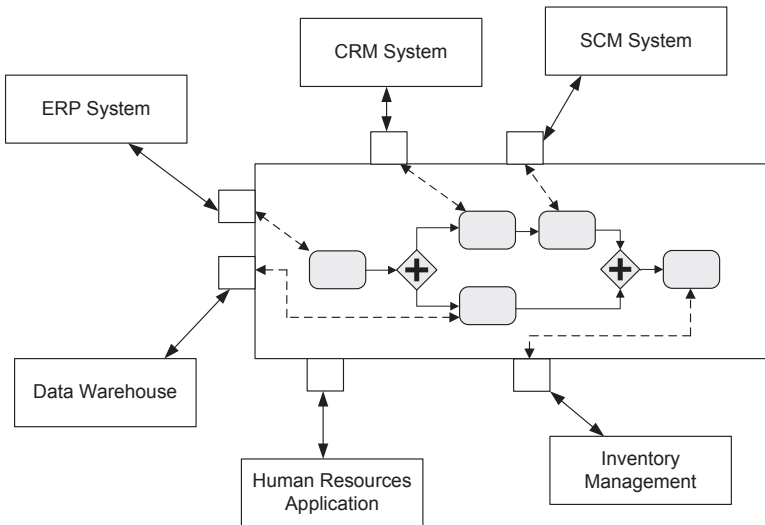 CRM System
SCM System
ERP System
Data Warehouse
Human Resources
Application
Inventory
Management